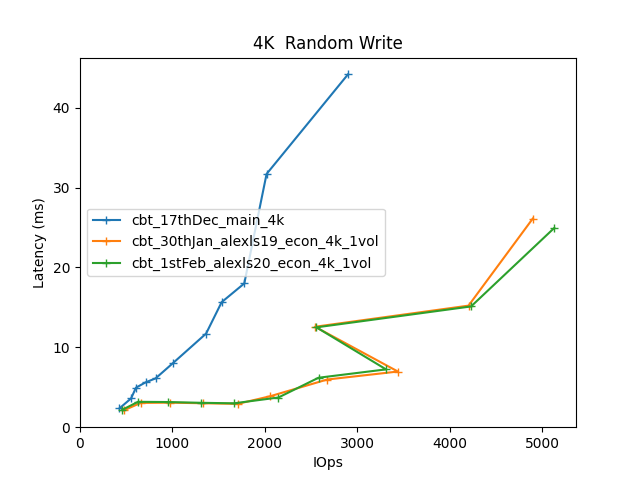 4K  Random Write
Latency (ms)
40
30
20
10
0
cbt_17thDec_main_4k
cbt_30thJan_alexls19_econ_4k_1vol
cbt_1stFeb_alexls20_econ_4k_1vol
0 1000 2000 3000 4000 5000
IOps